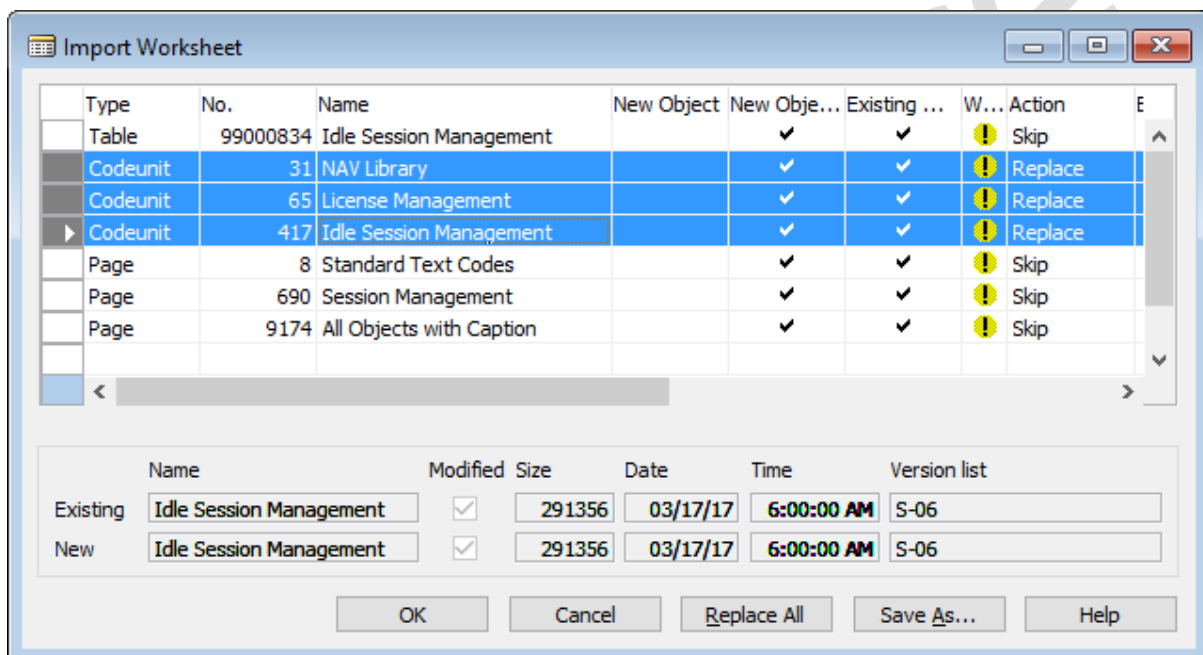 Import Worksheet
Type No. Name New Object New Obje... Existing ... W... Action E
Table 99000834 Idle Session Management Skip
Codeunit 31 NAV Library Replace
Codeunit 65 License Management Replace
Codeunit 417 Idle Session Management Replace
Page 8 Standard Text Codes Skip
Page 690 Session Management Skip
Page 9174 All Objects with Caption Skip
Name Modified Size Date Time Version list
Existing Idle Session Management 291356 03/17/17 6:00:00 AM S-06
New Idle Session Management 291356 03/17/17 6:00:00 AM S-06
OK Cancel Replace All Save As... Help